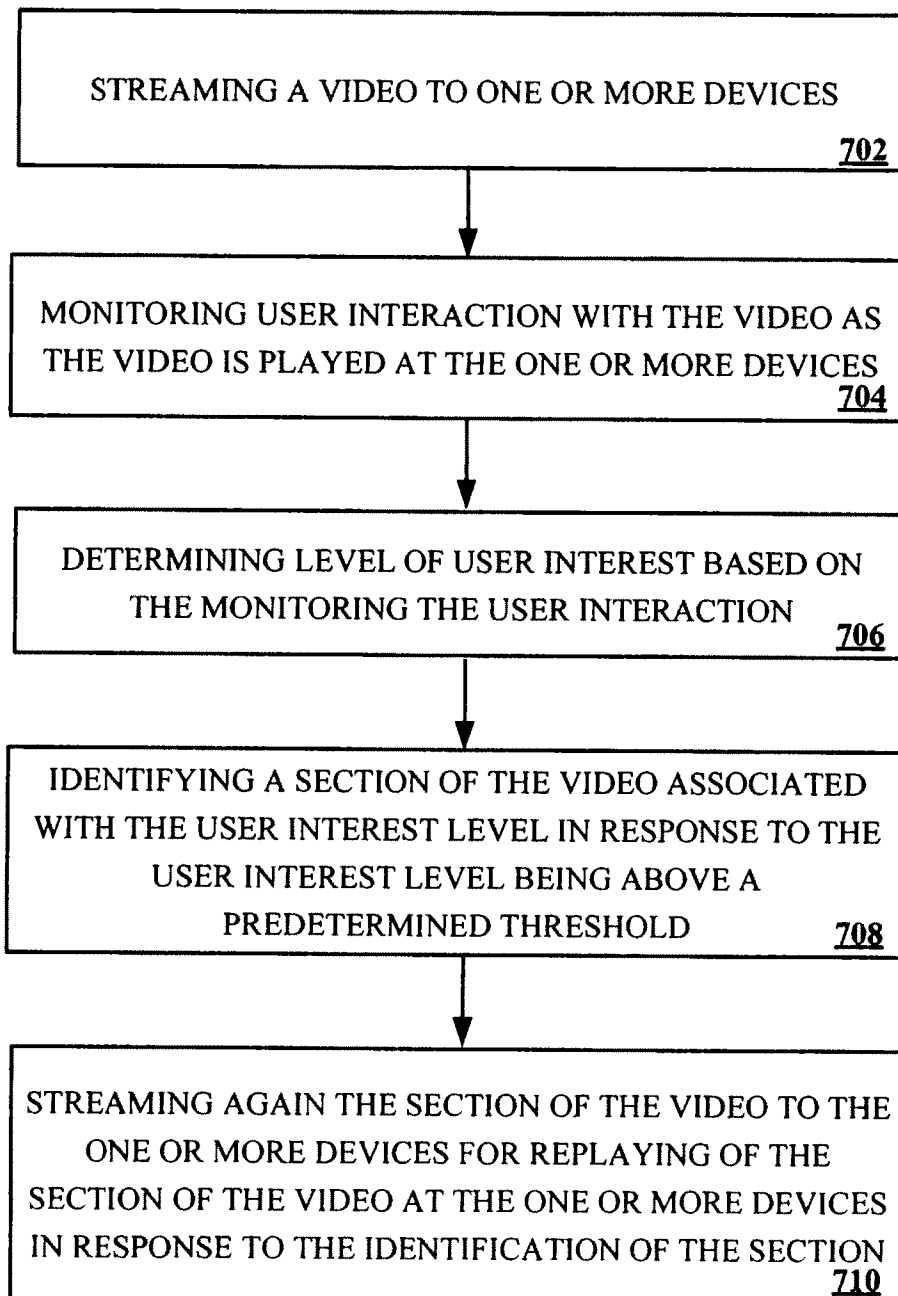 STREAMING A VIDEO TO ONE OR MORE DEVICES
702
MONITORING USER INTERACTION WITH THE VIDEO AS
THE VIDEO IS PLAYED AT THE ONE OR MORE DEVICES
704
DETERMINING LEVEL OF USER INTEREST BASED ON
THE MONITORING THE USER INTERACTION
706
IDENTIFYING A SECTION OF THE VIDEO ASSOCIATED
WITH THE USER INTEREST LEVEL IN RESPONSE TO THE
USER INTEREST LEVEL BEING ABOVE A
PREDETERMINED THRESHOLD
708
STREAMING AGAIN THE SECTION OF THE VIDEO TO THE
ONE OR MORE DEVICES FOR REPLAYING OF THE
SECTION OF THE VIDEO AT THE ONE OR MORE DEVICES
IN RESPONSE TO THE IDENTIFICATION OF THE SECTION
710